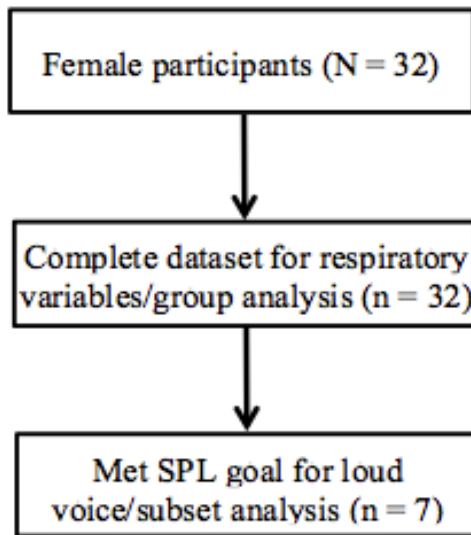 Female participants (N = 32)
Complete dataset for respiratory
variables/group analysis (n = 32)
Met SPL goal for loud
voice/subset analysis (n = 7)